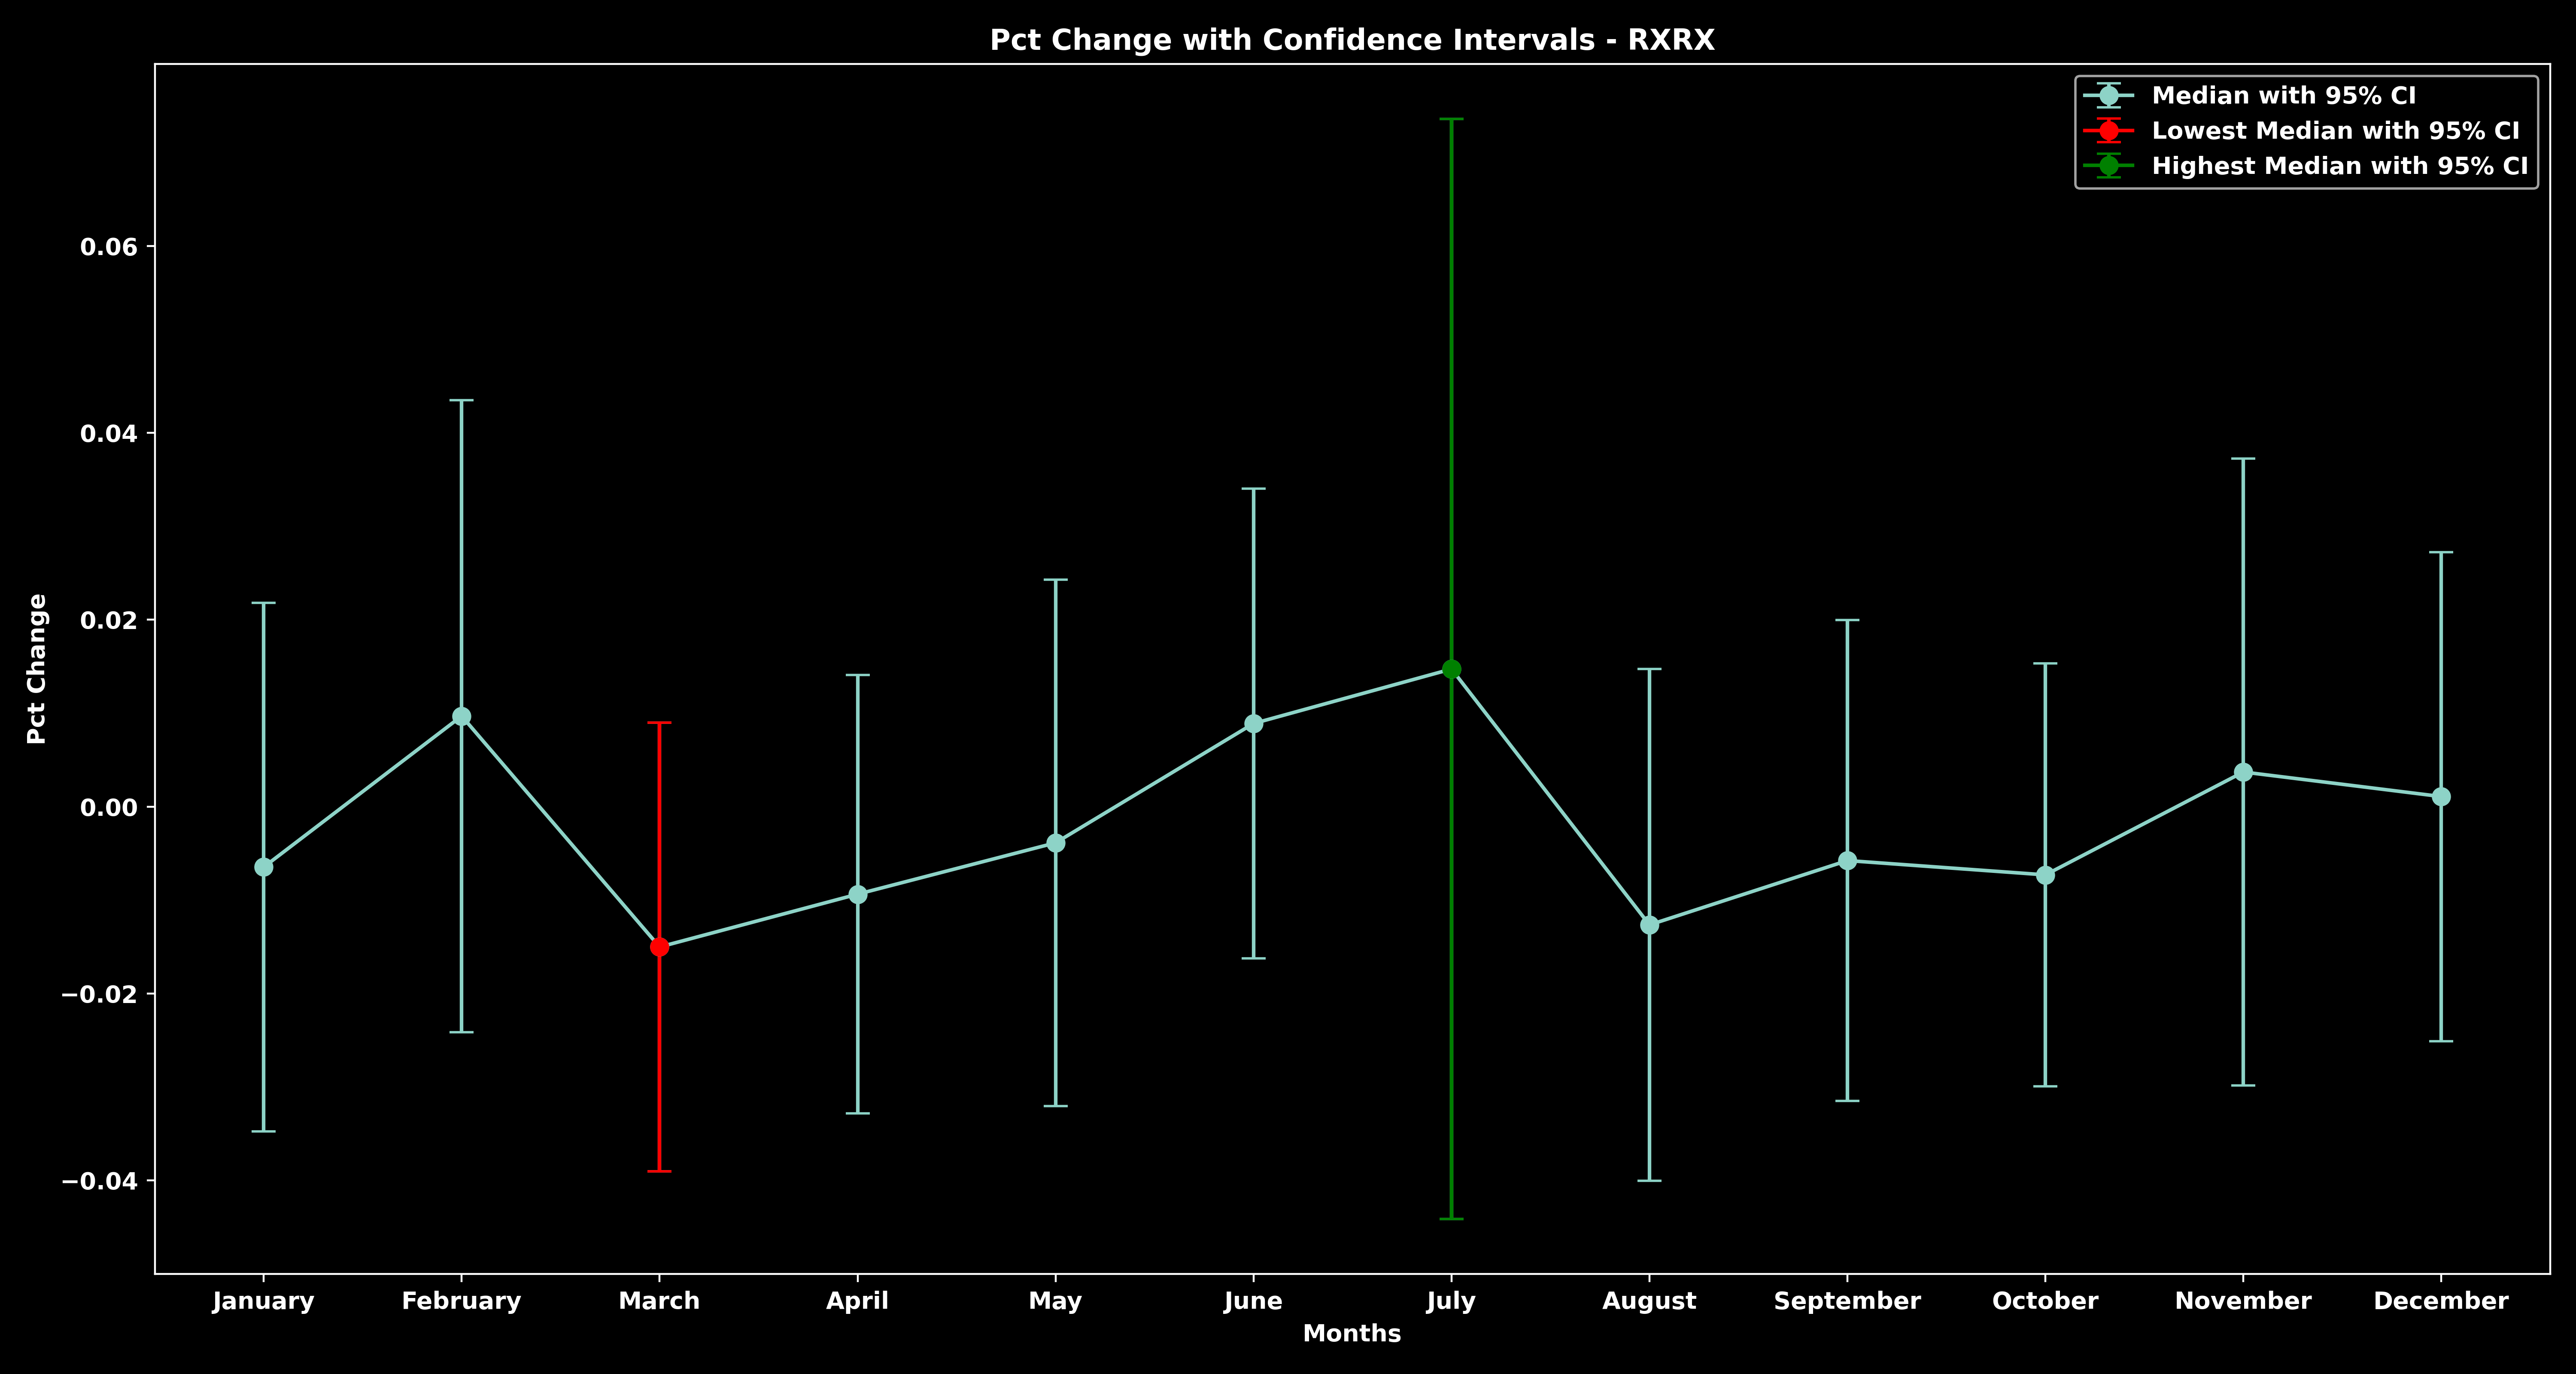 Pct Change with Confidence Intervals - RXRX
Median with 95% CI
Lowest Median with 95% CI
Highest Median with 95% CI
Pct Change
0.06
0.04
0.02
0.00
−0.02
−0.04
January February March April May June July August September October November December
Months